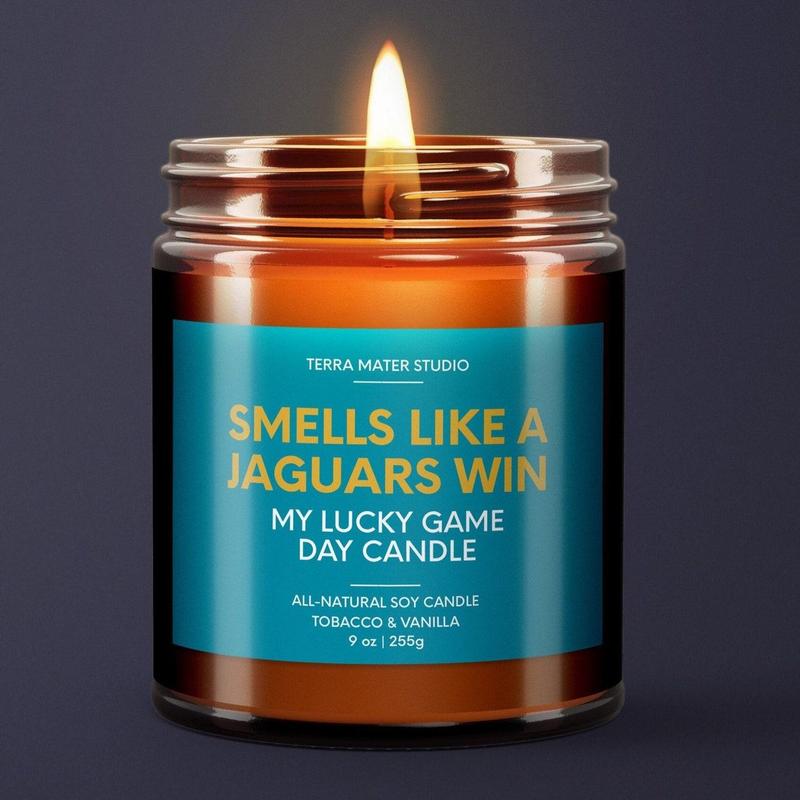 TERRA MATER STUDIO
SMELLS LIKE A
JAGUARS WIN
MY LUCKY GAME
DAY CANDLE
ALL-NATURAL SOY CANDLE
TOBACCO & VANILLA
9 oz | 255g